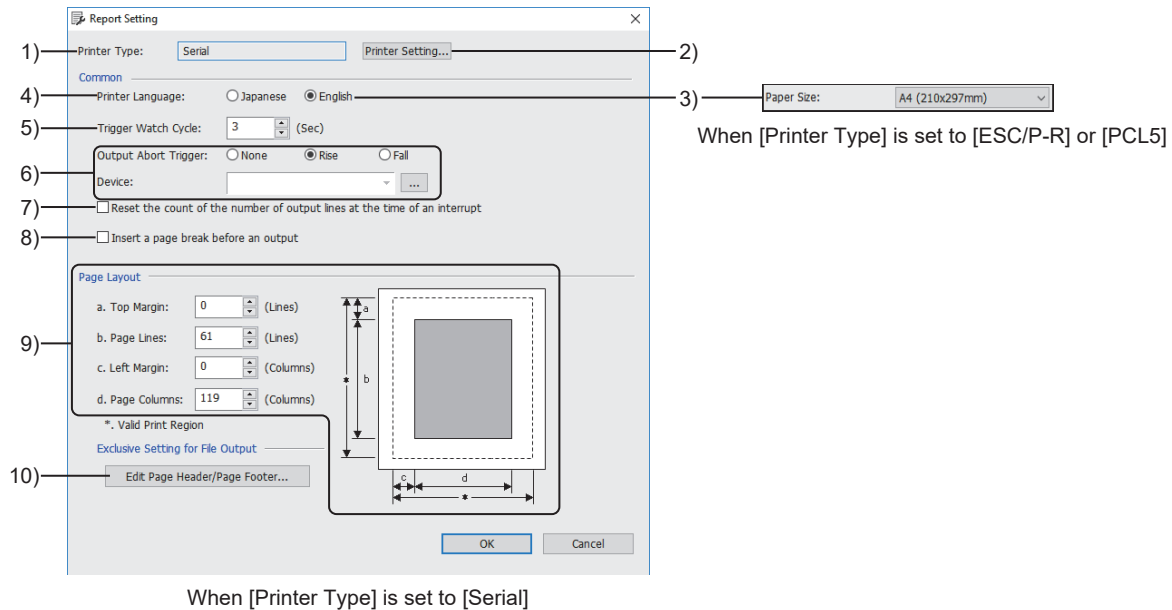 Report Setting
1) Printer Type: Serial Printer Setting... 2)
Common
4) Printer Language: Japanese English 3) Paper Size: A4 (210x297mm)
When [Printer Type] is set to [ESC/P-R] or [PCL5]
5) Trigger Watch Cycle: 3 (Sec)
6) Output Abort Trigger: None Rise Fall
Device: ...
7) Reset the count of the number of output lines at the time of an interrupt
8) Insert a page break before an output
9) Page Layout
a. Top Margin: 0 (Lines)
b. Page Lines: 61 (Lines)
c. Left Margin: 0 (Columns)
d. Page Columns: 119 (Columns)
*. Valid Print Region
a
* b
c d
*
Exclusive Setting for File Output
10) Edit Page Header/Page Footer...
OK Cancel
When [Printer Type] is set to [Serial]